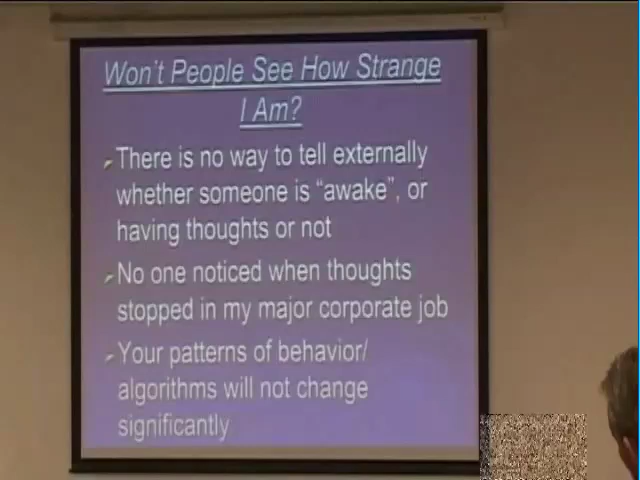 Won't People See How Strange
I Am?
There is no way to tell externally
whether someone is "awake", or
having thoughts or not
No one noticed when thoughts
stopped in my major corporate job
Your patterns of behavior/
algorithms will not change
significantly